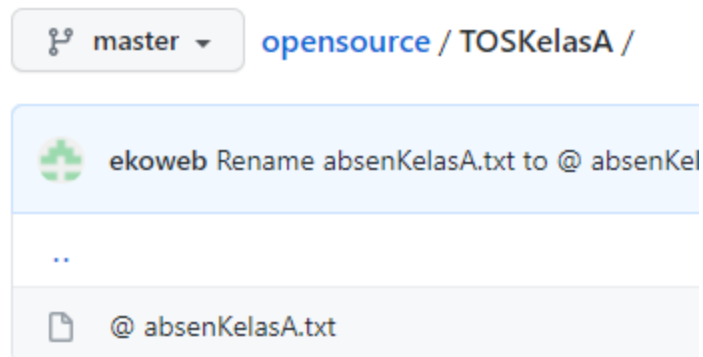 master opensource / TOSKelasA /
ekoweb Rename absenKelasA.txt to @ absenKel
..
@ absenKelasA.txt